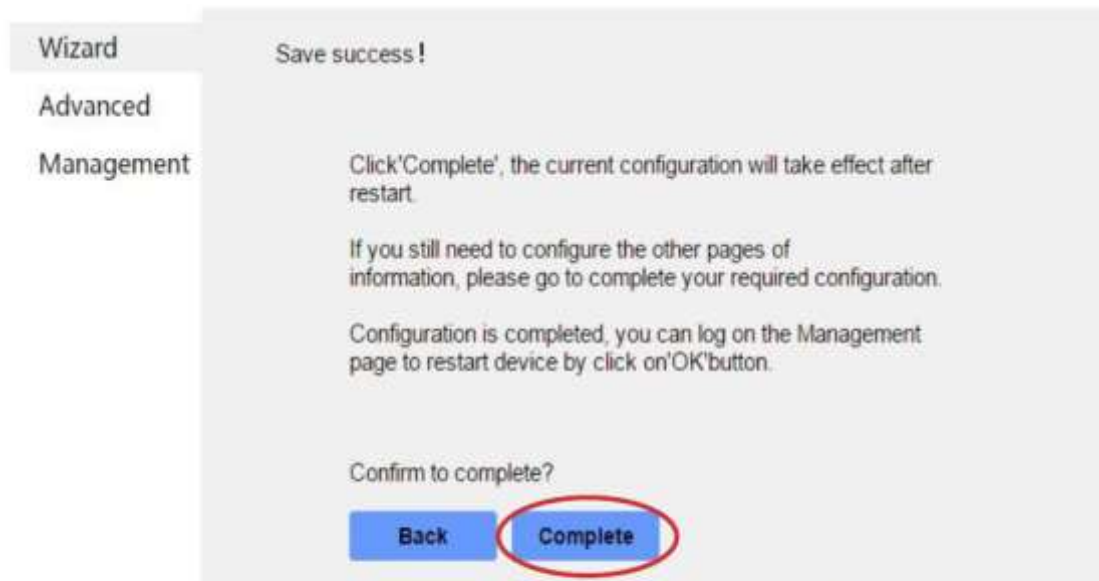 Wizard
Advanced
Management
Save success!
Click'Complete', the current configuration will take effect after
restart.
If you still need to configure the other pages of
information, please go to complete your required configuration.
Configuration is completed, you can log on the Management
page to restart device by click on'OK'button.
Confirm to complete?
Back
Complete